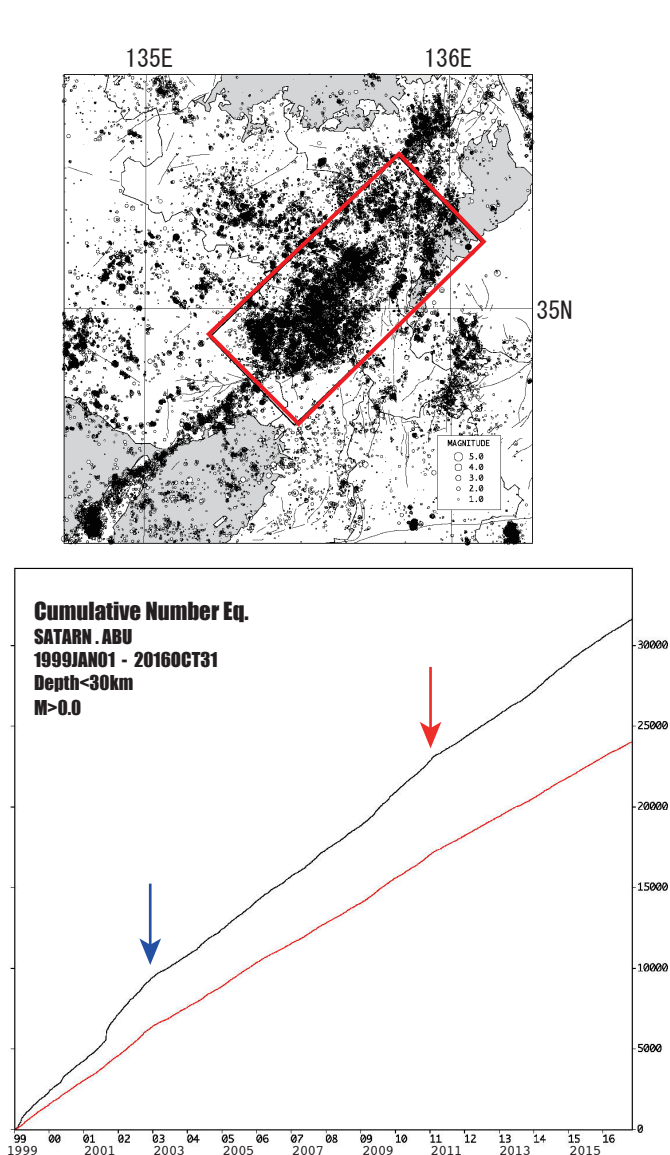 135E 136E
35N
MAGNITUDE
5.0
4.0
3.0
2.0
1.0
Cumulative Number Eq.
SATARN . ABU
1999JAN01 - 2016OCT31
Depth<30km
M>0.0
30000
25000
20000
15000
10000
5000
0
99 00 01 02 03 04 05 06 07 08 09 10 11 12 13 14 15 16
1999 2001 2003 2005 2007 2009 2011 2013 2015